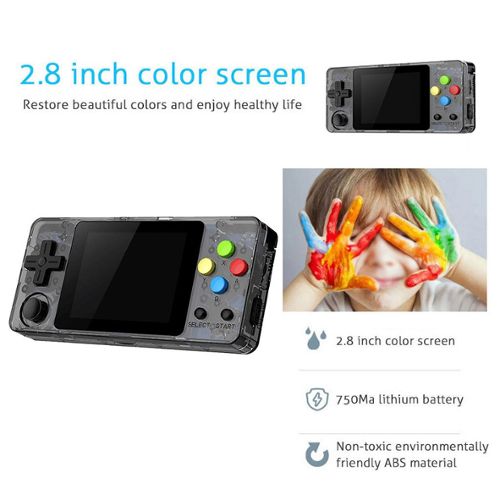 2.8 inch color screen
Restore beautiful colors and enjoy healthy life
SELECT START
2.8 inch color screen
750Ma lithium battery
Non-toxic environmentally
friendly ABS material